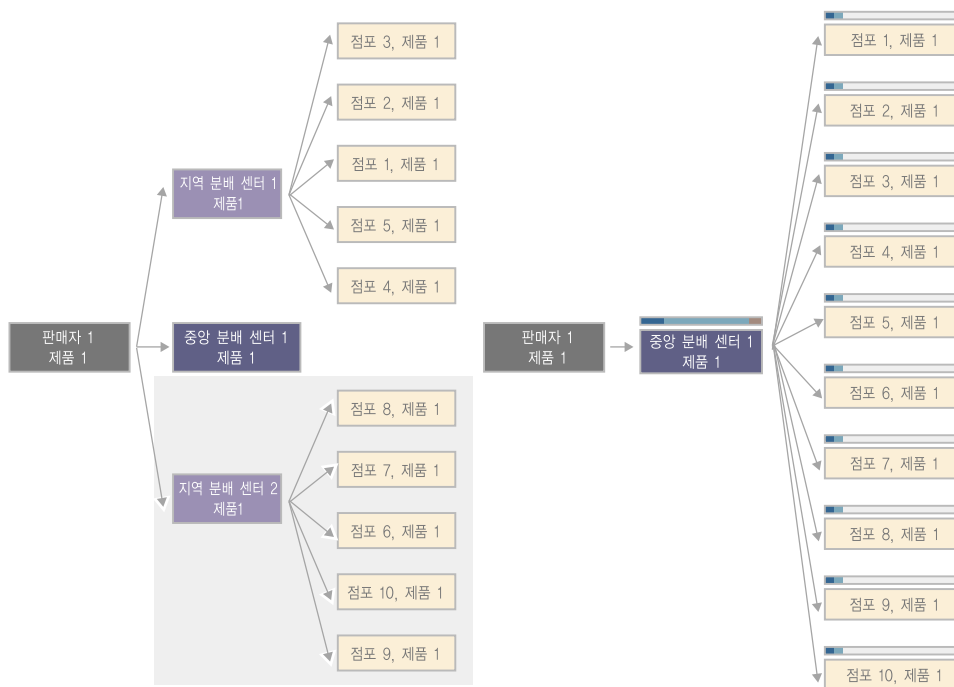 점포 3, 제품 1
점포 2, 제품 1
점포 1, 제품 1
지역 분배 센터 1
제품1
점포 5, 제품 1
점포 4, 제품 1
판매자 1
제품 1
중앙 분배 센터 1
제품 1
점포 8, 제품 1
점포 7, 제품 1
지역 분배 센터 2
제품1
점포 6, 제품 1
점포 10, 제품 1
점포 9, 제품 1
판매자 1
제품 1
중앙 분배 센터 1
제품 1
점포 1, 제품 1
점포 2, 제품 1
점포 3, 제품 1
점포 4, 제품 1
점포 5, 제품 1
점포 6, 제품 1
점포 7, 제품 1
점포 8, 제품 1
점포 9, 제품 1
점포 10, 제품 1